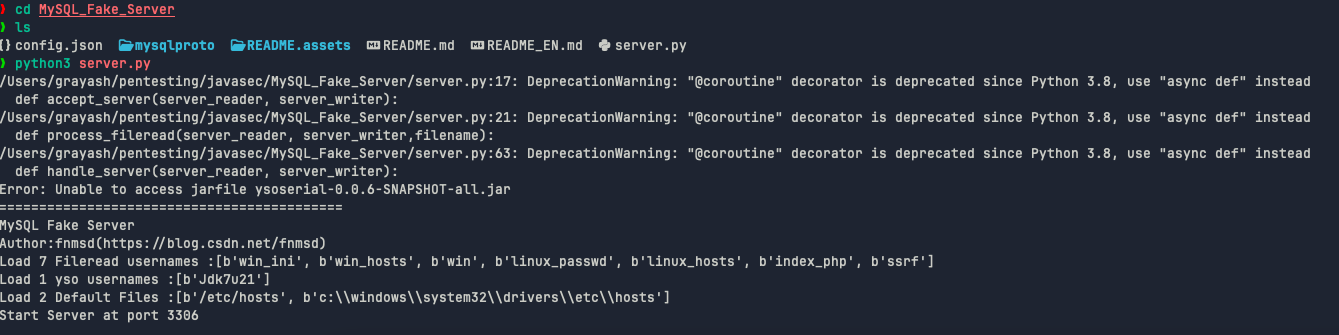 ❯ cd MySQL_Fake_Server
❯ ls
{} config.json mysqlproto README.assets README.md README_EN.md server.py
❯ python3 server.py
/Users/grayash/pentesting/javasec/MySQL_Fake_Server/server.py:17: DeprecationWarning: "@coroutine" decorator is deprecated since Python 3.8, use "async def" instead
  def accept_server(server_reader, server_writer):
/Users/grayash/pentesting/javasec/MySQL_Fake_Server/server.py:21: DeprecationWarning: "@coroutine" decorator is deprecated since Python 3.8, use "async def" instead
  def process_fileread(server_reader, server_writer,filename):
/Users/grayash/pentesting/javasec/MySQL_Fake_Server/server.py:63: DeprecationWarning: "@coroutine" decorator is deprecated since Python 3.8, use "async def" instead
  def handle_server(server_reader, server_writer):
Error: Unable to access jarfile ysoserial-0.0.6-SNAPSHOT-all.jar
===========================================
MySQL Fake Server
Author:fnmsd(https://blog.csdn.net/fnmsd)
Load 7 Fileread usernames :[b'win_ini', b'win_hosts', b'win', b'linux_passwd', b'linux_hosts', b'index_php', b'ssrf']
Load 1 yso usernames :[b'Jdk7u21']
Load 2 Default Files :[b'/etc/hosts', b'c:\\windows\\system32\\drivers\\etc\\hosts']
Start Server at port 3306